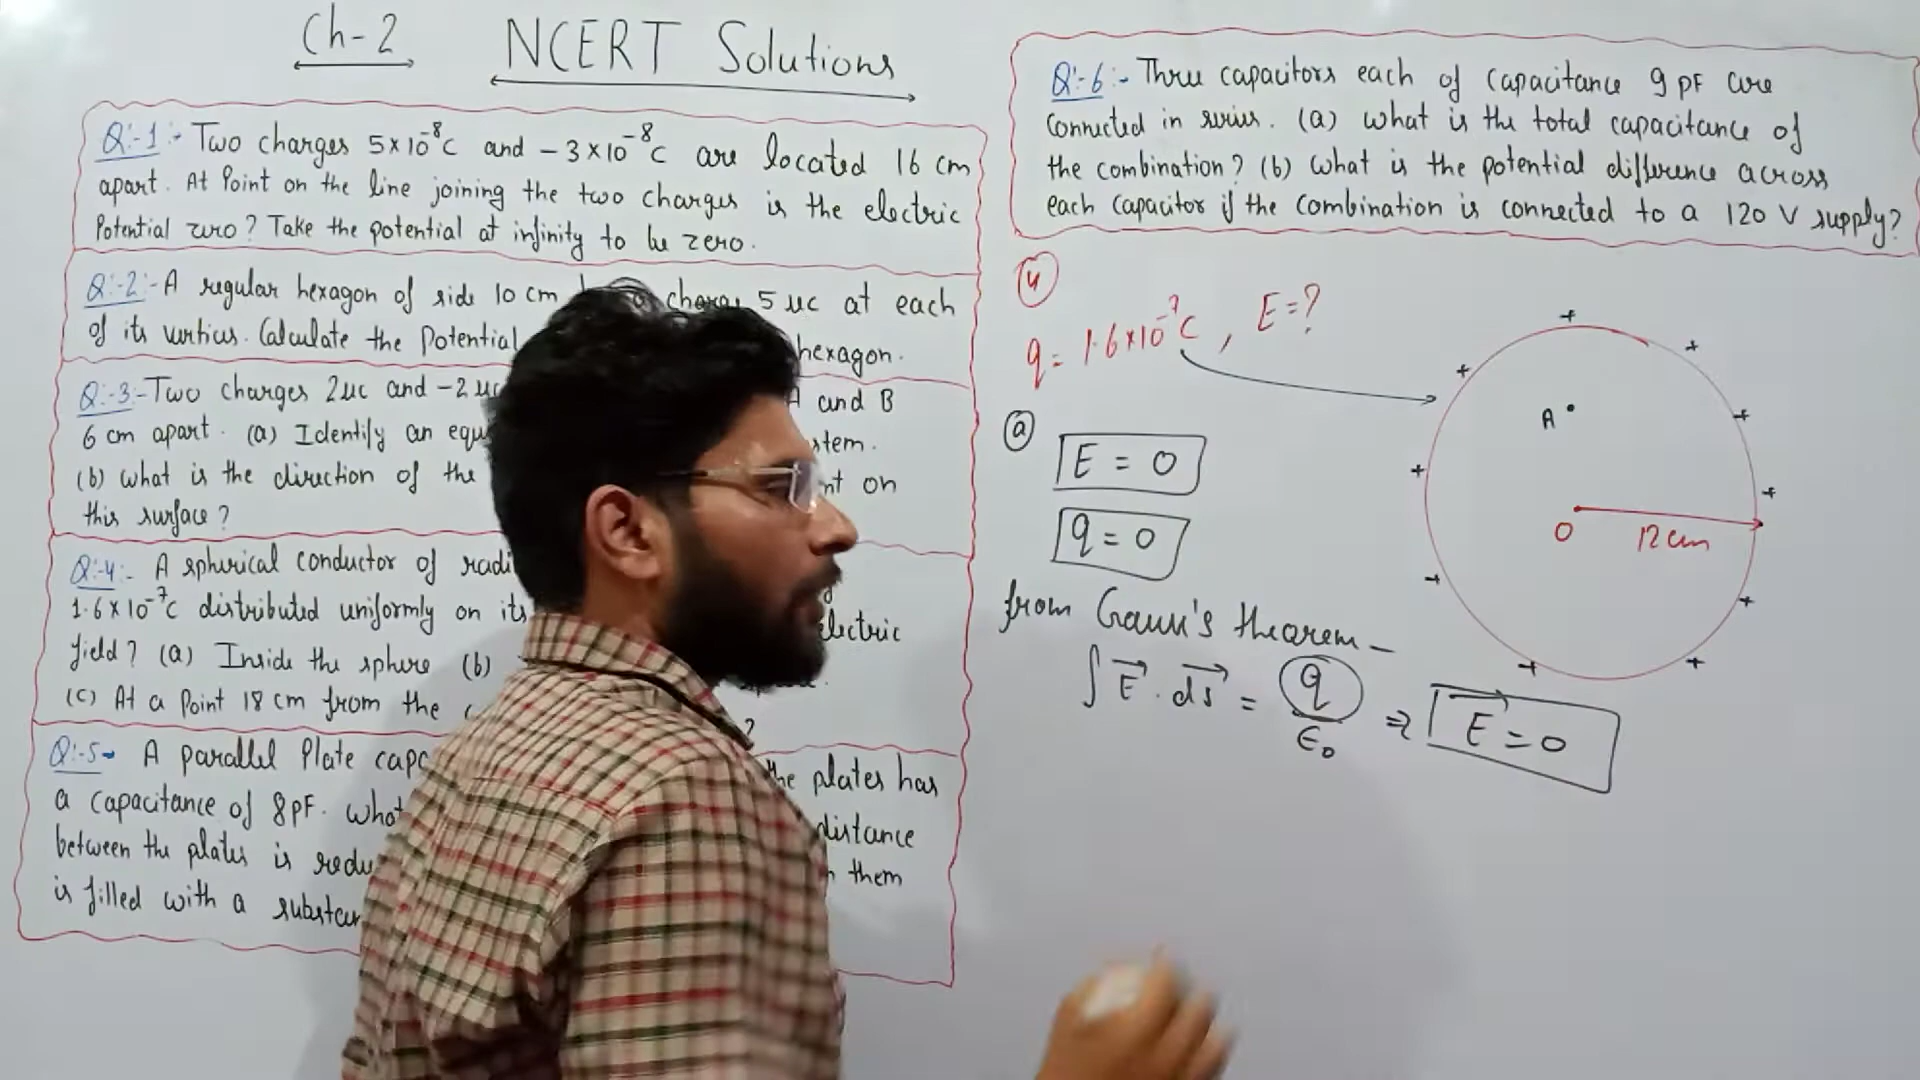 Ch-2
NCERT Solutions
Q:-1:- Two charges 5×10⁻⁸C and -3×10⁻⁸C are located 16 cm
apart. At Point on the line joining the two charges is the electric
Potential zero? Take the potential at infinity to be zero.
Q:-2:- A regular hexagon of side 10 cm charge 5 uc at each
of its vertices. Calculate the Potential hexagon.
Q:-3:- Two charges 2uc and -2 uc and B
6 cm apart. (a) Identify an equ stem.
(b) what is the direction of the nt on
this surface?
Q:-4:- A spherical conductor of radi
1.6×10⁻⁷C distributed uniformly on its electric
field? (a) Inside the sphere (b)
(c) At a Point 18 cm from the ?
Q:-5- A parallel Plate capa the plates has
a capacitance of 8pF. what distance
between the plates is redu them
is filled with a substan
Q:-6:- Three capacitors each of capacitance 9 pF are
connected in series. (a) what is the total capacitance of
the combination? (b) what is the potential difference across
each capacitor if the combination is connected to a 120 V supply?
4
q = 1.6×10⁻⁷C, E=?
(a) E = 0
q = 0
from Gauss's theorem –
∫E⃗ . ds⃗ = q/ϵ₀ ⇒ E⃗ = 0
+ + + + + + + + + + +
A
O 12 cm